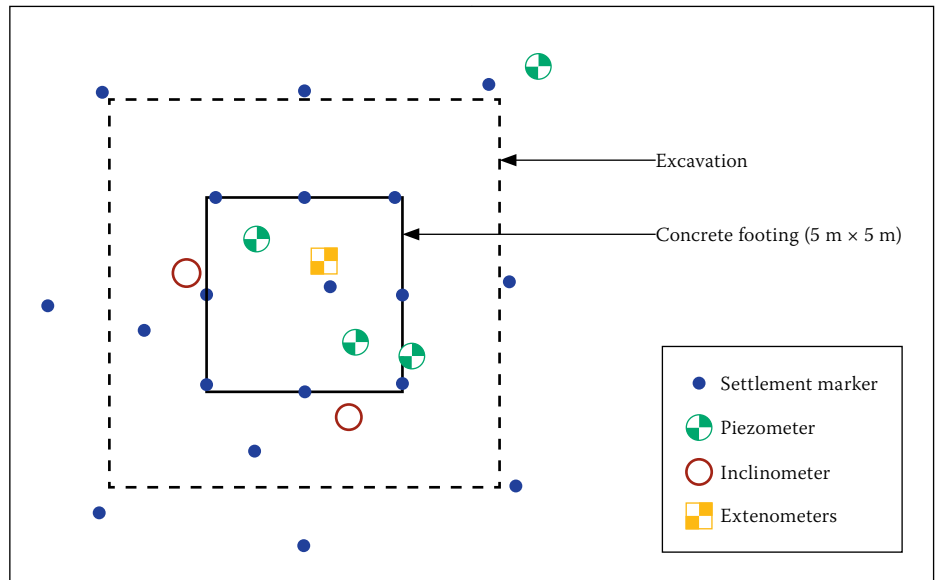 Excavation
Concrete footing (5 m × 5 m)
Settlement marker
Piezometer
Inclinometer
Extenometers